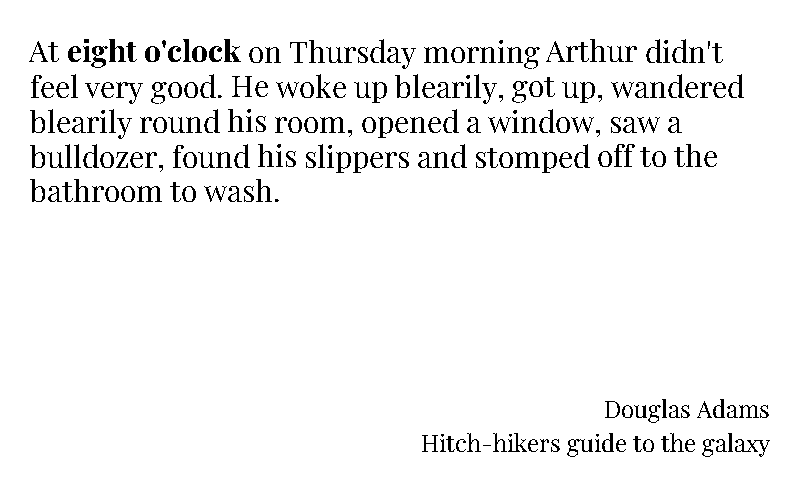 At eight o'clock on Thursday morning Arthur didn't
feel very good. He woke up blearily, got up, wandered
blearily round his room, opened a window, saw a
bulldozer, found his slippers and stomped off to the
bathroom to wash.
Douglas Adams
Hitch-hikers guide to the galaxy